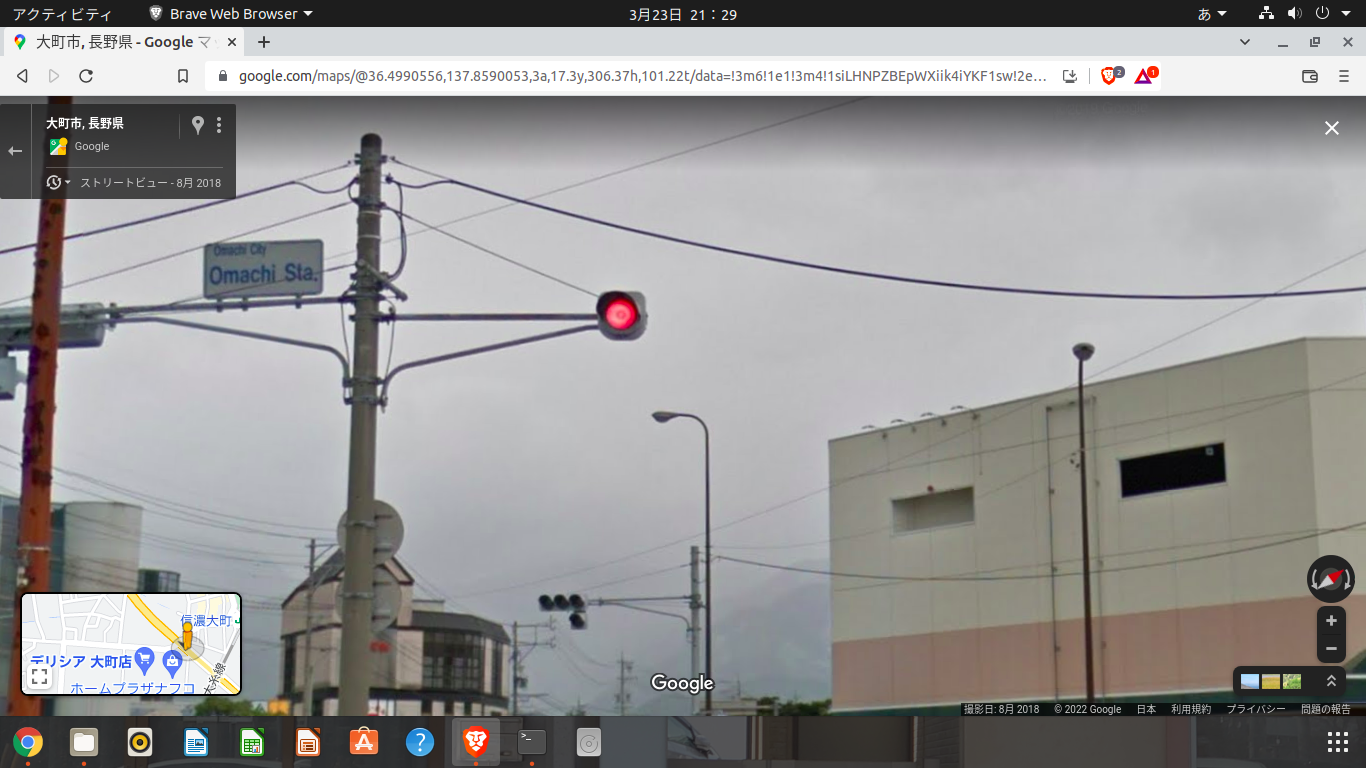 アクティビティ
Brave Web Browser
3月23日 21：29
あ
大町市, 長野県 - Google マッ
google.com/maps/@36.4990556,137.8590053,3a,17.3y,306.37h,101.22t/data=!3m6!1e1!3m4!1siLHNPZBEpWXiik4iYKF1sw!2e…
2
1
大町市, 長野県
Google
ストリートビュー - 8月 2018
Omachi City
Omachi Sta.
信濃大町
デリシア 大町店
ホームプラザナフコ
大糸線
Google
撮影日: 8月 2018
© 2022 Google
日本
利用規約
プライバシー
問題の報告